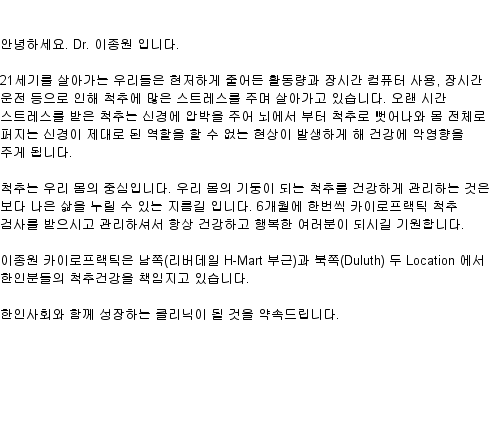 안녕하세요. Dr. 이종원 입니다.
21세기를 살아가는 우리들은 현저하게 줄어든 활동량과 장시간 컴퓨터 사용, 장시간
운전 등으로 인해 척추에 많은 스트레스를 주며 살아가고 있습니다. 오랜 시간
스트레스를 받은 척추는 신경에 압박을 주어 뇌에서 부터 척추로 뻗어나와 몸 전체로
퍼지는 신경이 제대로 된 역할을 할 수 없는 현상이 발생하게 해 건강에 악영향을
주게 됩니다.
척추는 우리 몸의 중심입니다. 우리 몸의 기둥이 되는 척추를 건강하게 관리하는 것은
보다 나은 삶을 누릴 수 있는 지름길 입니다. 6개월에 한번씩 카이로프랙틱 척추
검사를 받으시고 관리하셔서 항상 건강하고 행복한 여러분이 되시길 기원합니다.
이종원 카이로프랙틱은 남쪽(리버데일 H-Mart 부근)과 북쪽(Duluth) 두 Location 에서
한인분들의 척추건강을 책임지고 있습니다.
한인사회와 함께 성장하는 클리닉이 될 것을 약속드립니다.